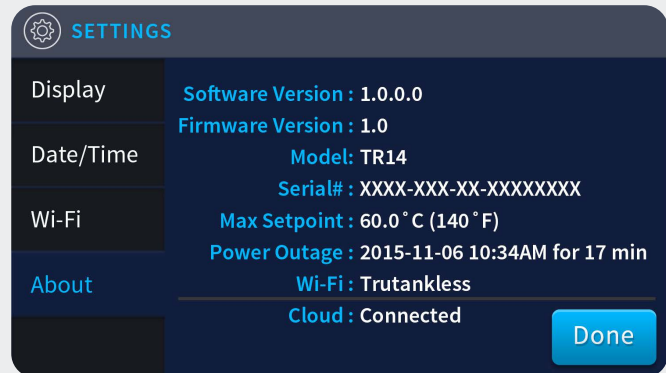 SETTINGS
Display
Date/Time
Wi-Fi
About
Software Version : 1.0.0.0
Firmware Version : 1.0
Model: TR14
Serial# : XXXX-XXX-XX-XXXXXXXX
Max Setpoint : 60.0˚C (140˚F)
Power Outage : 2015-11-06 10:34AM for 17 min
Wi-Fi : Trutankless
Cloud : Connected
Done